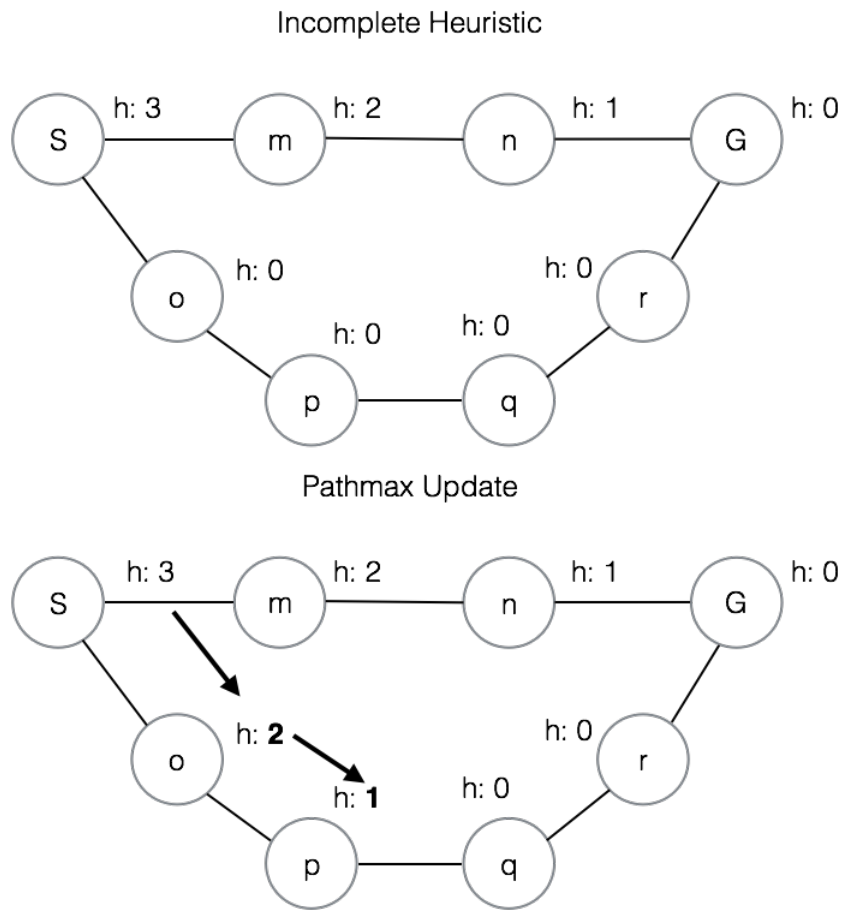 Incomplete Heuristic
h: 3 h: 2 h: 1 h: 0
S m n G
h: 0 h: 0
o r
h: 0 h: 0
p q
Pathmax Update
h: 3 h: 2 h: 1 h: 0
S m n G
h: 2 h: 0
o r
h: 1 h: 0
p q